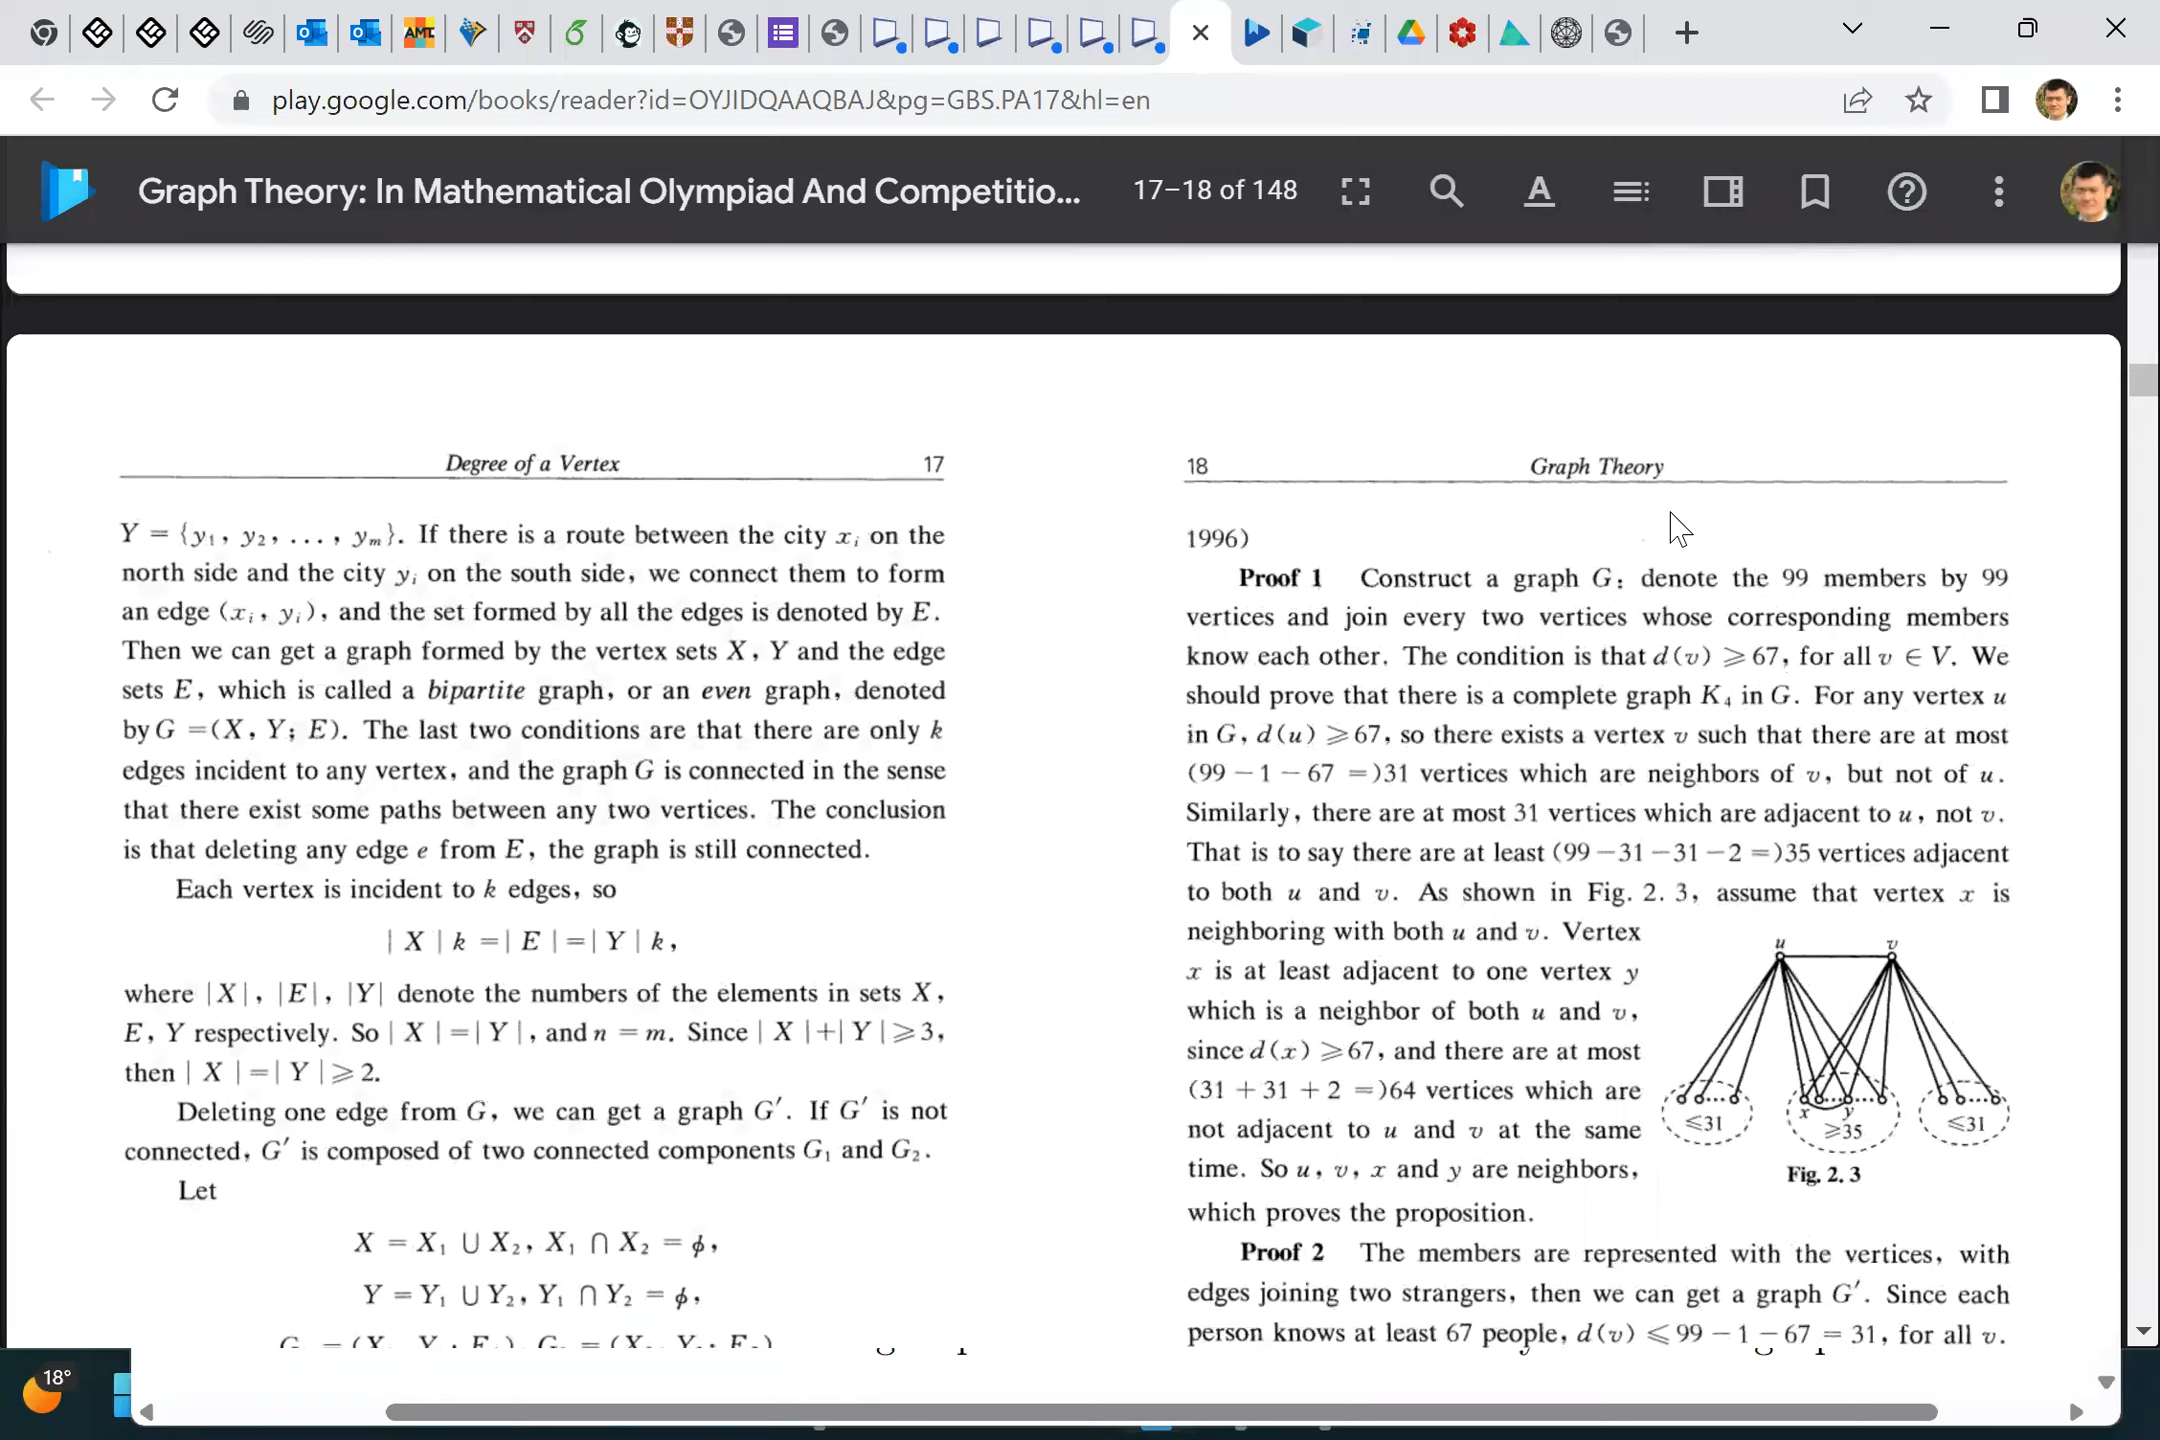 AMT
play.google.com/books/reader?id=OYJIDQAAQBAJ&pg=GBS.PA17&hl=en
Graph Theory: In Mathematical Olympiad And Competitio...
17–18 of 148
Degree of a Vertex 17
Y = {y₁, y₂, ..., yₘ}. If there is a route between the city xᵢ on the
north side and the city yᵢ on the south side, we connect them to form
an edge (xᵢ, yᵢ), and the set formed by all the edges is denoted by E.
Then we can get a graph formed by the vertex sets X, Y and the edge
sets E, which is called a bipartite graph, or an even graph, denoted
by G =(X, Y; E). The last two conditions are that there are only k
edges incident to any vertex, and the graph G is connected in the sense
that there exist some paths between any two vertices. The conclusion
is that deleting any edge e from E, the graph is still connected.
Each vertex is incident to k edges, so
| X | k =| E |=| Y | k,
where |X|, |E|, |Y| denote the numbers of the elements in sets X,
E, Y respectively. So | X |=| Y |, and n = m. Since | X |+| Y |⩾3,
then | X |=| Y |⩾ 2.
Deleting one edge from G, we can get a graph G′. If G′ is not
connected, G′ is composed of two connected components G₁ and G₂.
Let
X = X₁ ∪ X₂, X₁ ∩ X₂ = ϕ,
Y = Y₁ ∪ Y₂, Y₁ ∩ Y₂ = ϕ,
18 Graph Theory
1996)
Proof 1 Construct a graph G: denote the 99 members by 99
vertices and join every two vertices whose corresponding members
know each other. The condition is that d(v) ⩾ 67, for all v ∈ V. We
should prove that there is a complete graph K₄ in G. For any vertex u
in G, d(u) ⩾ 67, so there exists a vertex v such that there are at most
(99 − 1 − 67 =)31 vertices which are neighbors of v, but not of u.
Similarly, there are at most 31 vertices which are adjacent to u, not v.
That is to say there are at least (99 −31 −31 −2 =)35 vertices adjacent
to both u and v. As shown in Fig. 2. 3, assume that vertex x is
neighboring with both u and v. Vertex
x is at least adjacent to one vertex y
which is a neighbor of both u and v,
since d(x) ⩾67, and there are at most
(31 + 31 + 2 =)64 vertices which are
not adjacent to u and v at the same
time. So u, v, x and y are neighbors,
which proves the proposition.
u v
x y
⩽31 ⩾35 ⩽31
Fig. 2. 3
Proof 2 The members are represented with the vertices, with
edges joining two strangers, then we can get a graph G′. Since each
person knows at least 67 people, d(v) ⩽ 99 − 1 − 67 = 31, for all v.
18°